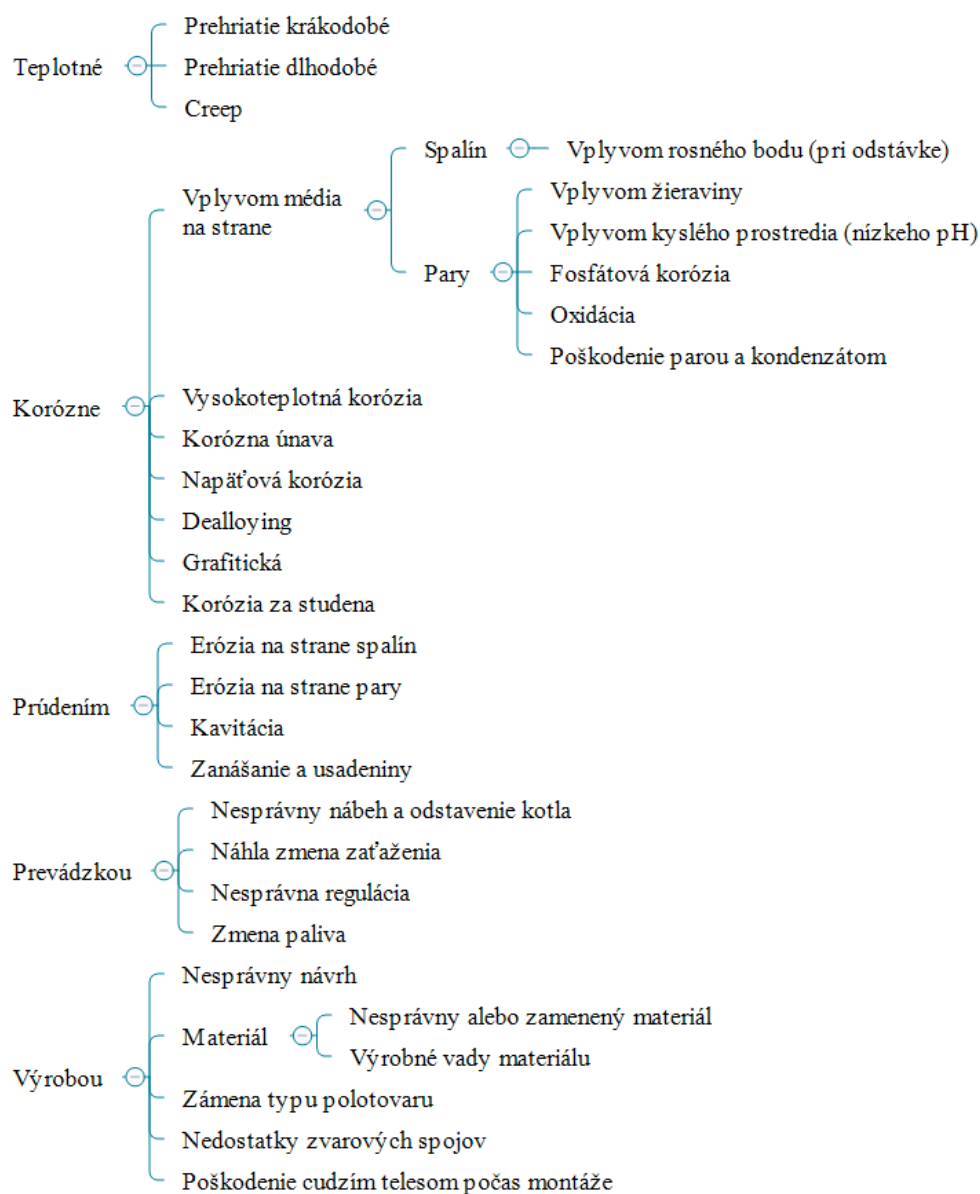 Teplotné
Prehriatie krákodobé
Prehriatie dlhodobé
Creep
Korózne
Vplyvom média
na strane
Spalín
Vplyvom rosného bodu (pri odstávke)
Pary
Vplyvom žieraviny
Vplyvom kyslého prostredia (nízkeho pH)
Fosfátová korózia
Oxidácia
Poškodenie parou a kondenzátom
Vysokoteplotná korózia
Korózna únava
Napäťová korózia
Dealloying
Grafitická
Korózia za studena
Prúdením
Erózia na strane spalín
Erózia na strane pary
Kavitácia
Zanášanie a usadeniny
Prevádzkou
Nesprávny nábeh a odstavenie kotla
Náhla zmena zaťaženia
Nesprávna regulácia
Zmena paliva
Výrobou
Nesprávny návrh
Materiál
Nesprávny alebo zamenený materiál
Výrobné vady materiálu
Zámena typu polotovaru
Nedostatky zvarových spojov
Poškodenie cudzím telesom počas montáže